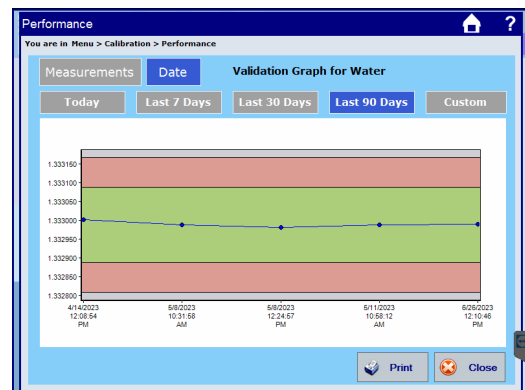 Performance ?
You are in Menu > Calibration > Performance
Measurements Date Validation Graph for Water
Today Last 7 Days Last 30 Days Last 90 Days Custom
1.333150
1.333100
1.333050
1.333000
1.332950
1.332900
1.332850
1.332800
4/14/2023 5/8/2023 5/8/2023 5/11/2023 6/26/2023
12:08:54 10:31:58 12:24:57 10:58:12 12:10:46
PM AM PM AM PM
Print Close